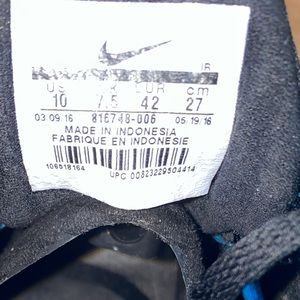 US UK EUR cm
10 7.5 42 27
03 09 16 816748-006 05/19/16
MADE IN INDONESIA
FABRIQUE EN INDONESIE
106518164
UPC 00823229504414